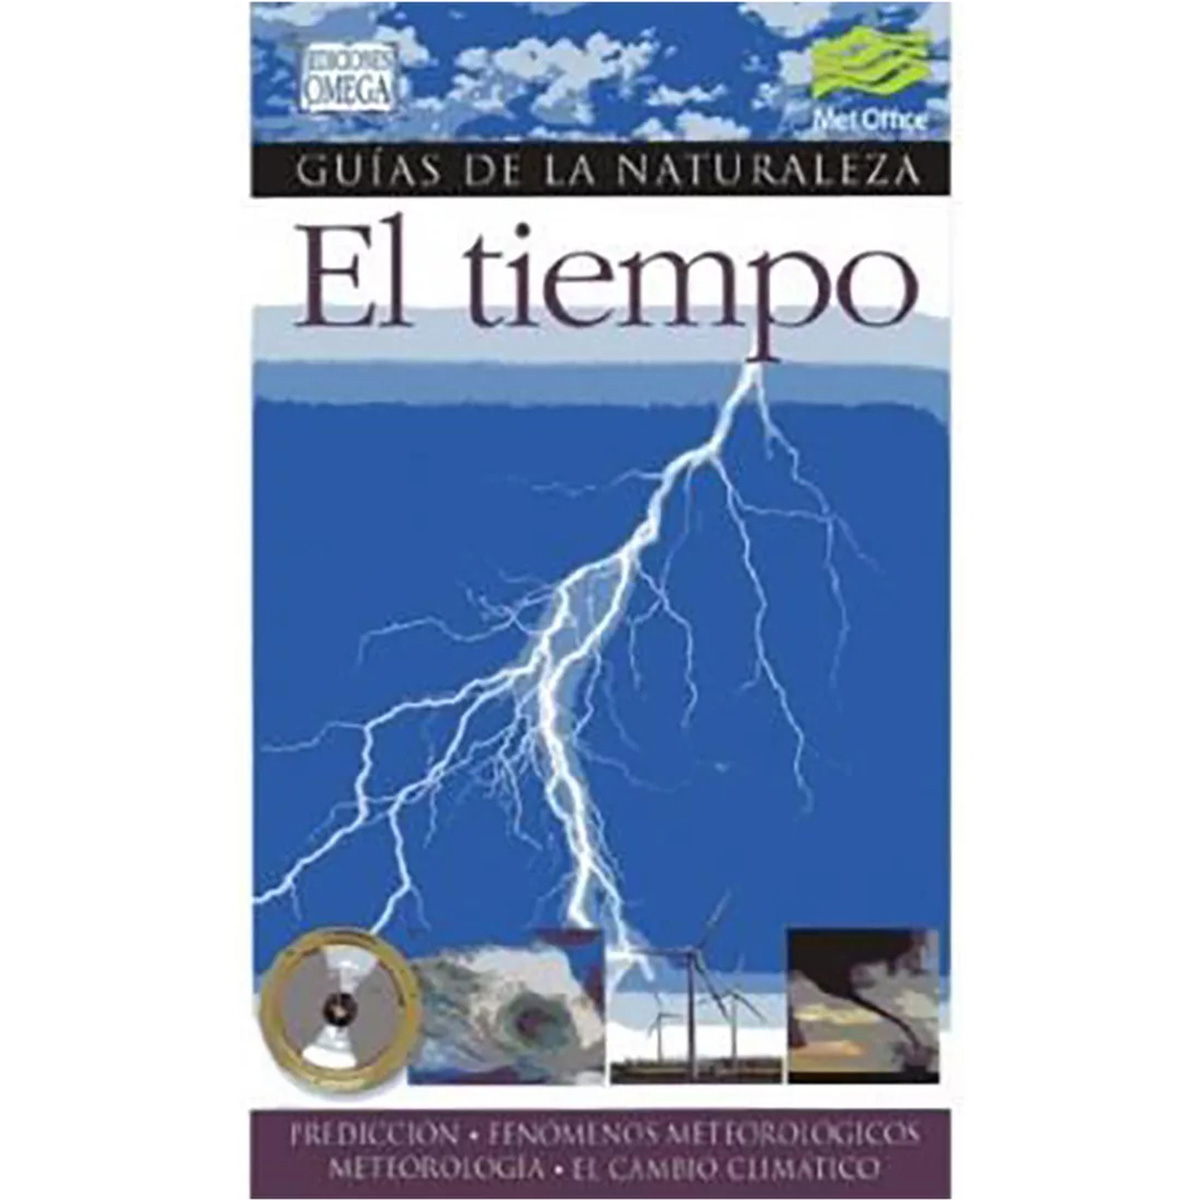 EDICIONES
OMEGA
Met Office
GUÍAS DE LA NATURALEZA
El tiempo
PREDICCIÓN • FENÓMENOS METEOROLÓGICOS
METEOROLOGÍA • EL CAMBIO CLIMÁTICO